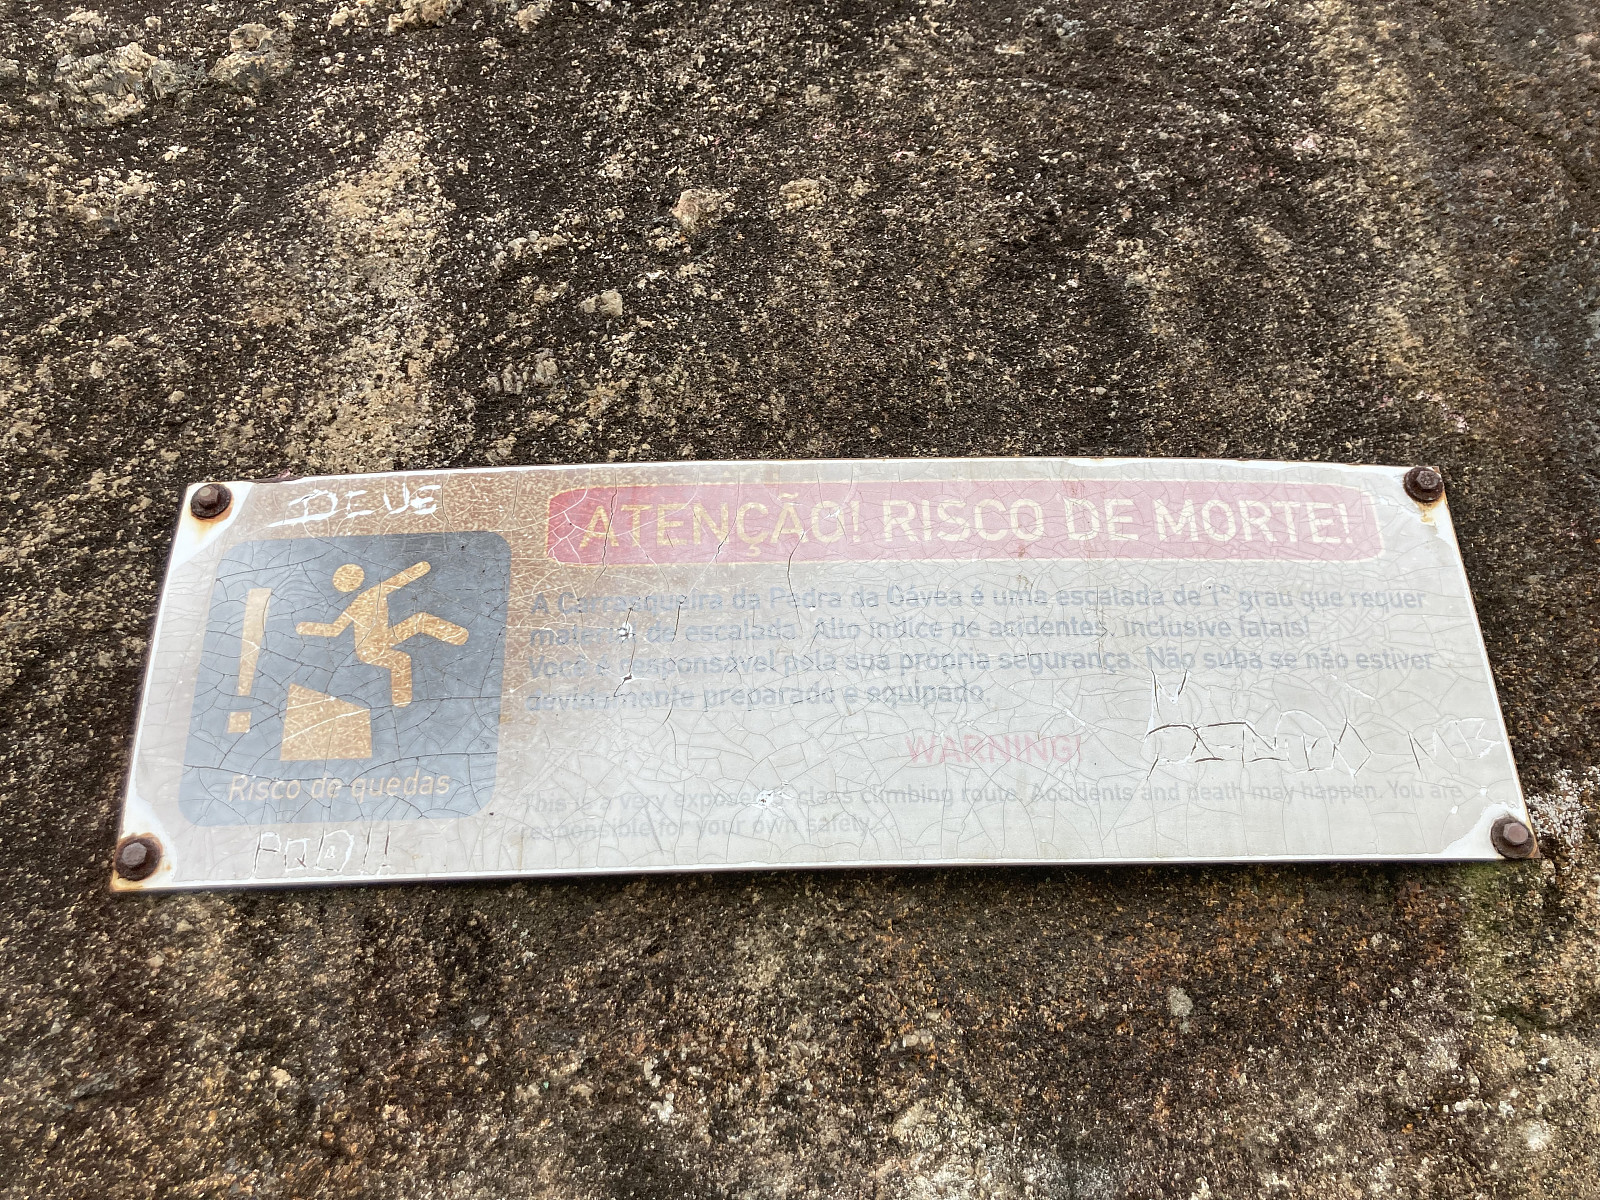 DEUE
ATENÇÃO! RISCO DE MORTE!
A Carrasqueira da Pedra da Gávea é uma escalada de 1° grau que requer
material de escalada. Alto índice de acidentes, inclusive fatais!
Você é responsável pela sua própria segurança. Não suba se não estiver
devidamente preparado e equipado.
Risco de quedas
WARNING!
This is a very exposed class climbing route. Accidents and death may happen. You are
responsible for your own safety.